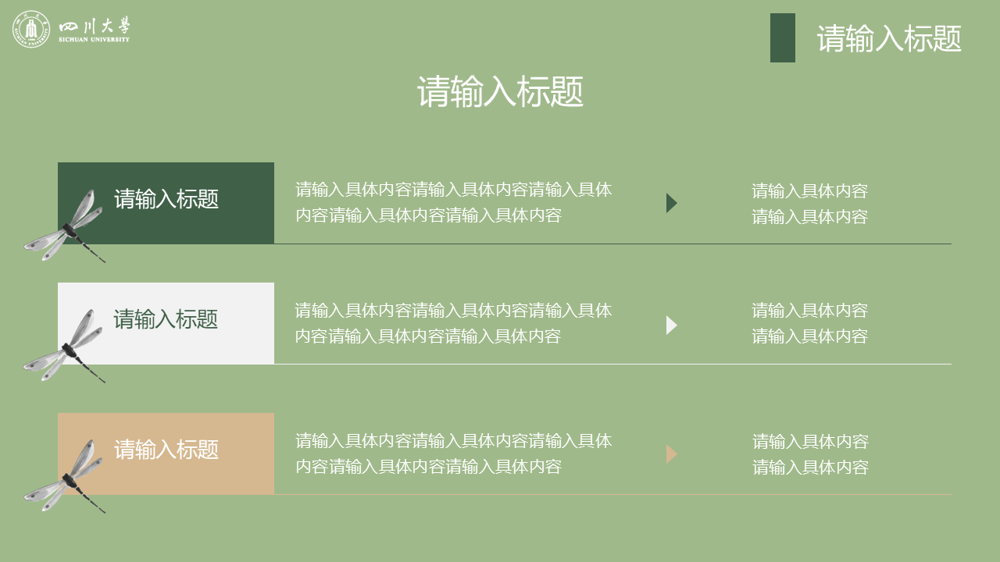 四川大学
SICHUAN UNIVERSITY
请输入标题
请输入标题
请输入标题
请输入具体内容请输入具体内容请输入具体
内容请输入具体内容请输入具体内容
请输入具体内容
请输入具体内容
请输入标题
请输入具体内容请输入具体内容请输入具体
内容请输入具体内容请输入具体内容
请输入具体内容
请输入具体内容
请输入标题
请输入具体内容请输入具体内容请输入具体
内容请输入具体内容请输入具体内容
请输入具体内容
请输入具体内容